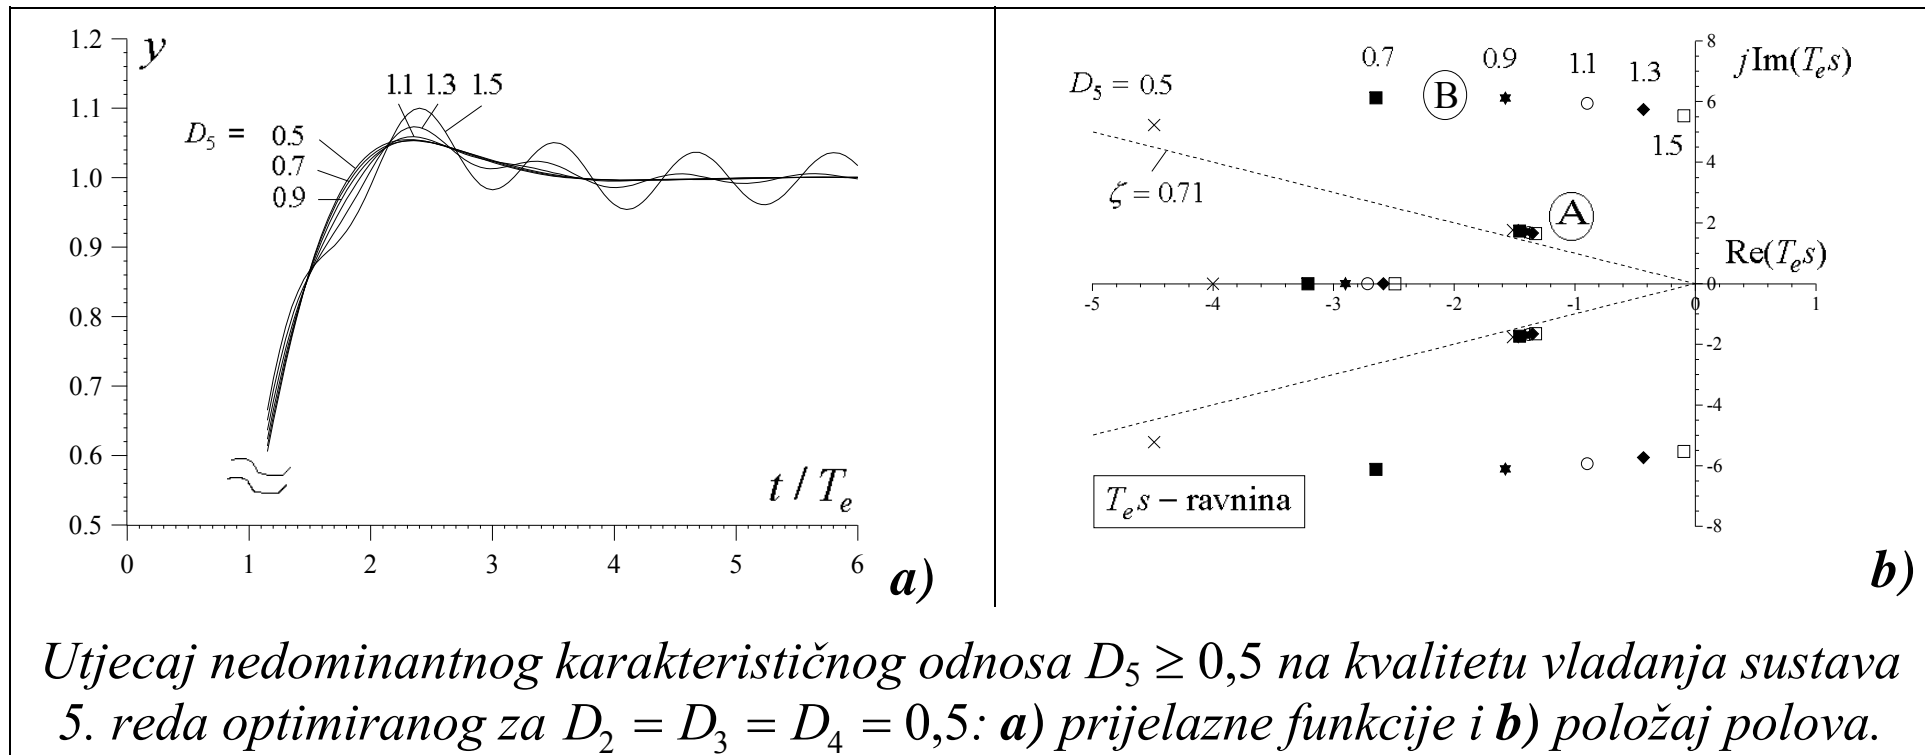 y
1.2
1.1
1.0
0.9
0.8
0.7
0.6
0.5
1.1 1.3 1.5
D₅ = 0.5
0.7
0.9
t / Tₑ
0 1 2 3 4 5 6
a)
0.7 0.9 1.1 1.3
D₅ = 0.5
B
1.5
ζ = 0.71
A
jIm(Tₑs)
Re(Tₑs)
8
6
4
2
0
-2
-4
-6
-8
-5 -4 -3 -2 -1 0 1
Tₑs – ravnina
b)
Utjecaj nedominantnog karakterističnog odnosa D₅ ≥ 0,5 na kvalitetu vladanja sustava
5. reda optimiranog za D₂ = D₃ = D₄ = 0,5: a) prijelazne funkcije i b) položaj polova.